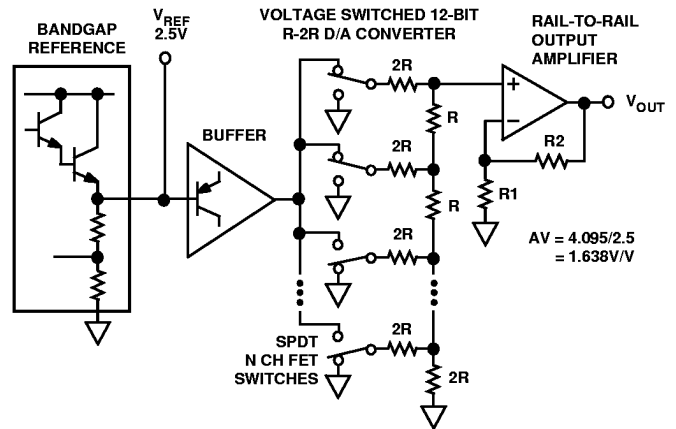 BANDGAP
REFERENCE
VREF
2.5V
VOLTAGE SWITCHED 12-BIT
R-2R D/A CONVERTER
RAIL-TO-RAIL
OUTPUT
AMPLIFIER
BUFFER
2R
R
2R
R
2R
2R
2R
SPDT
N CH FET
SWITCHES
+
–
VOUT
R2
R1
AV = 4.095/2.5
= 1.638V/V